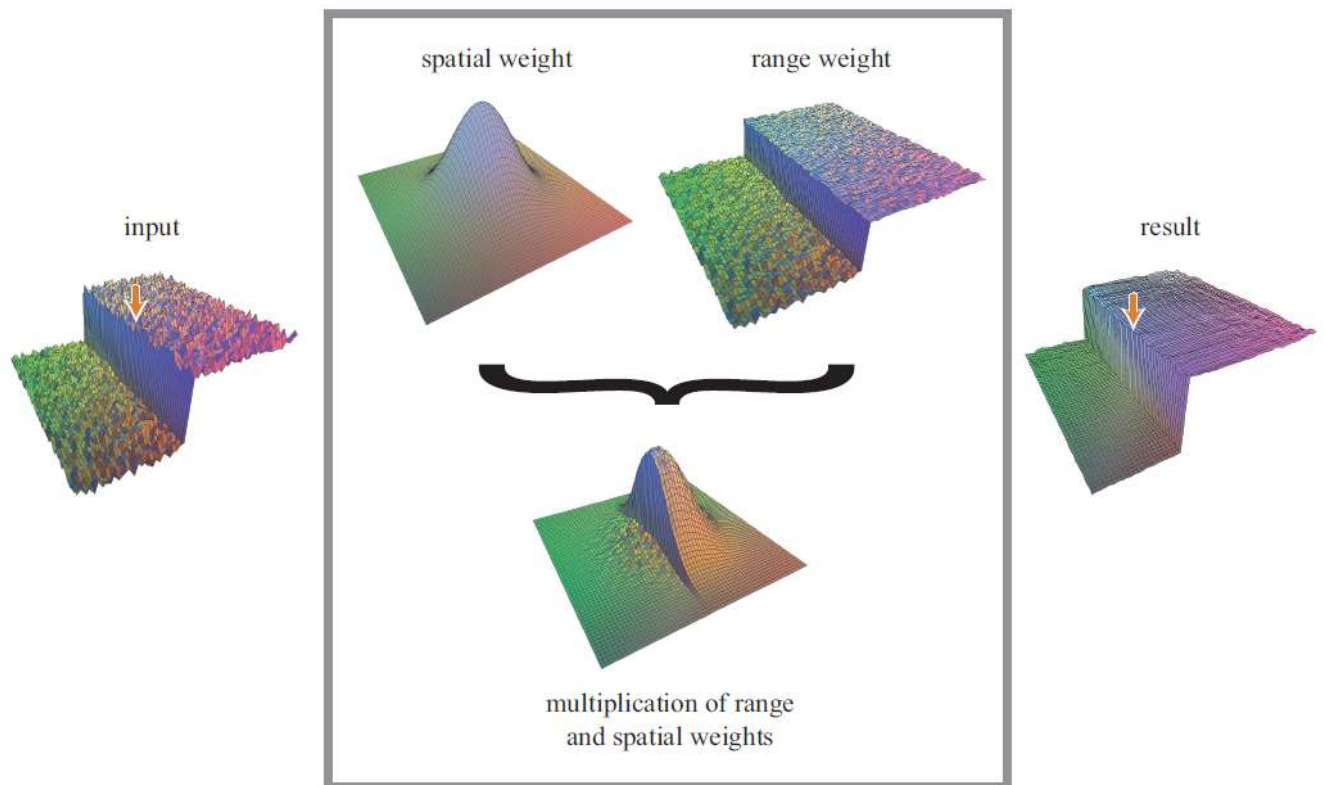 spatial weight
range weight
input
result
multiplication of range
and spatial weights